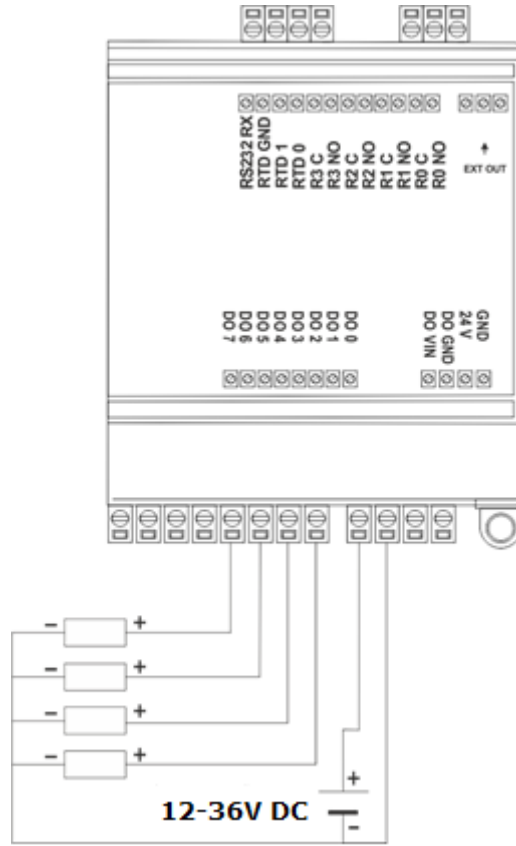 RS232 RX
RTD GND
RTD 1
RTD 0
R3 C
R3 NO
R2 C
R2 NO
R1 C
R1 NO
R0 C
R0 NO
EXT OUT
DO 7
DO 6
DO 5
DO 4
DO 3
DO 2
DO 1
DO 0
DO VIN
DO GND
24 V
GND
- +
- +
- +
- +
+
12-36V DC
-